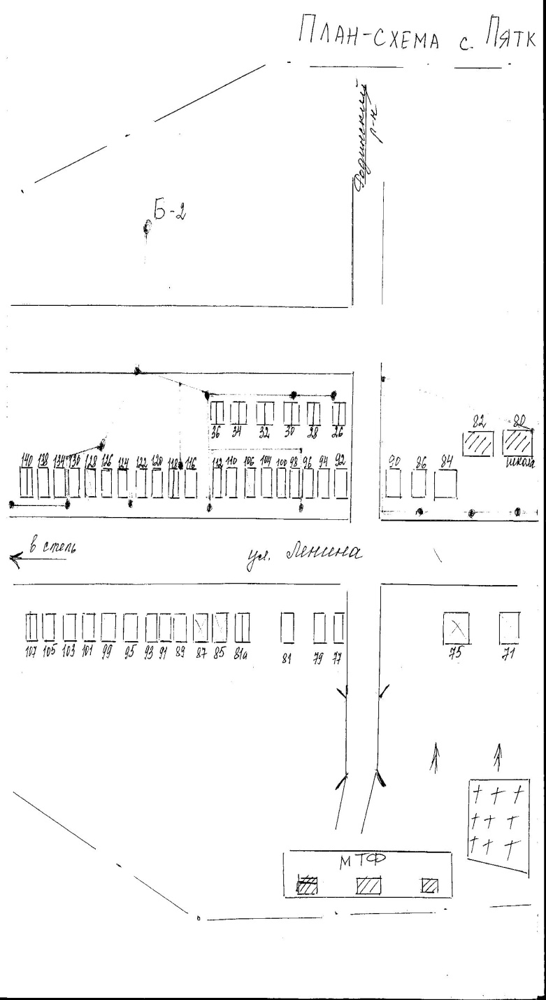 План-схема с. Пятк
Родинский
р-н
Б-2
36 34 32 30 28 26
82 80
школа
140 138 134 130 128 126 124 122 120 118 116 112 110 106 104 100 98 96 94 92 90 86 84
в степь
ул. Ленина
107 105 103 101 99 95 93 91 89 87 85 81а 81 79 77 75 71
МТФ